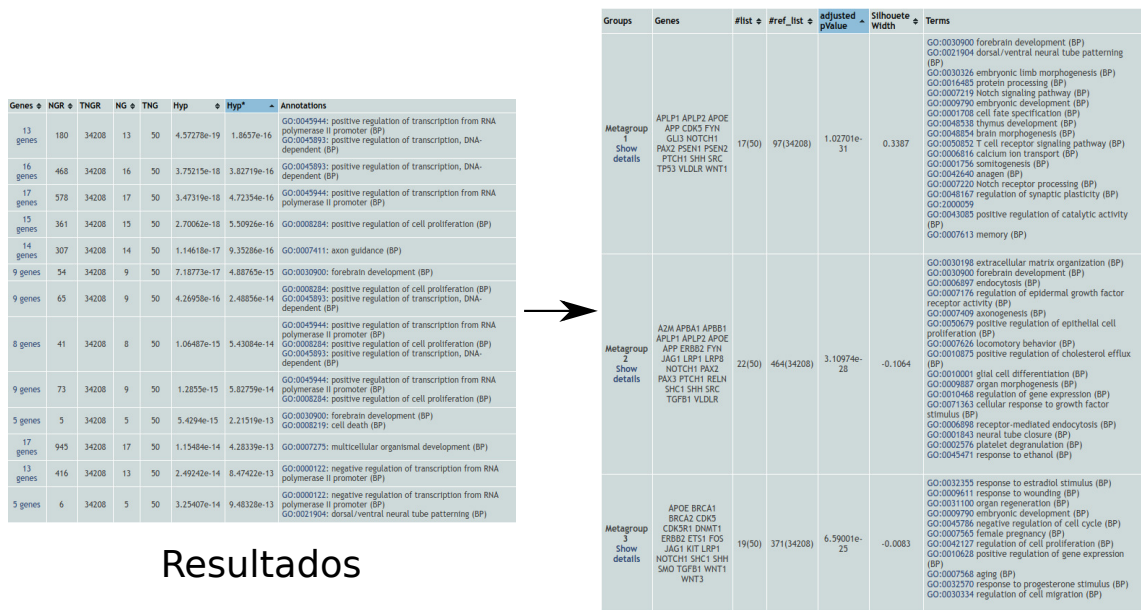 Genes NGR TNGR NG TNG Hyp Hyp* Annotations
13 genes 180 34208 13 50 4.57278e-19 1.8657e-16 GO:0045944: positive regulation of transcription from RNA
polymerase II promoter (BP)
GO:0045893: positive regulation of transcription, DNA-
dependent (BP)
16 genes 468 34208 16 50 3.75215e-18 3.82719e-16 GO:0045893: positive regulation of transcription, DNA-
dependent (BP)
17 genes 578 34208 17 50 3.47319e-18 4.72354e-16 GO:0045944: positive regulation of transcription from RNA
polymerase II promoter (BP)
15 genes 361 34208 15 50 2.70062e-18 5.50926e-16 GO:0008284: positive regulation of cell proliferation (BP)
14 genes 307 34208 14 50 1.14618e-17 9.35286e-16 GO:0007411: axon guidance (BP)
9 genes 54 34208 9 50 7.18773e-17 4.88765e-15 GO:0030900: forebrain development (BP)
9 genes 65 34208 9 50 4.26958e-16 2.48856e-14 GO:0008284: positive regulation of cell proliferation (BP)
GO:0045893: positive regulation of transcription, DNA-
dependent (BP)
8 genes 41 34208 8 50 1.06487e-15 5.43084e-14 GO:0045944: positive regulation of transcription from RNA
polymerase II promoter (BP)
GO:0008284: positive regulation of cell proliferation (BP)
GO:0045893: positive regulation of transcription, DNA-
dependent (BP)
9 genes 73 34208 9 50 1.2855e-15 5.82759e-14 GO:0045944: positive regulation of transcription from RNA
polymerase II promoter (BP)
GO:0008284: positive regulation of cell proliferation (BP)
5 genes 5 34208 5 50 5.4294e-15 2.21519e-13 GO:0030900: forebrain development (BP)
GO:0008219: cell death (BP)
17 genes 945 34208 17 50 1.15484e-14 4.28339e-13 GO:0007275: multicellular organismal development (BP)
13 genes 416 34208 13 50 2.49242e-14 8.47422e-13 GO:0000122: negative regulation of transcription from RNA
polymerase II promoter (BP)
5 genes 6 34208 5 50 3.25407e-14 9.48328e-13 GO:0000122: negative regulation of transcription from RNA
polymerase II promoter (BP)
GO:0021904: dorsal/ventral neural tube patterning (BP)
Resultados
Groups Genes #list #ref_list adjusted pValue Silhouete Width Terms
Metagroup
1
Show
details
APLP1 APLP2 APOE
APP CDK5 FYN
GLI3 NOTCH1
PAX2 PSEN1 PSEN2
PTCH1 SHH SRC
TP53 VLDLR WNT1
17(50) 97(34208) 1.02701e-
31 0.3387
GO:0030900 forebrain development (BP)
GO:0021904 dorsal/ventral neural tube patterning
(BP)
GO:0030326 embryonic limb morphogenesis (BP)
GO:0016485 protein processing (BP)
GO:0007219 Notch signaling pathway (BP)
GO:0009790 embryonic development (BP)
GO:0001708 cell fate specification (BP)
GO:0048538 thymus development (BP)
GO:0048854 brain morphogenesis (BP)
GO:0050852 T cell receptor signaling pathway (BP)
GO:0006816 calcium ion transport (BP)
GO:0001756 somitogenesis (BP)
GO:0042640 anagen (BP)
GO:0007220 Notch receptor processing (BP)
GO:0048167 regulation of synaptic plasticity (BP)
GO:2000059
GO:0043085 positive regulation of catalytic activity
(BP)
GO:0007613 memory (BP)
Metagroup
2
Show
details
A2M APBA1 APBB1
APLP1 APLP2 APOE
APP ERBB2 FYN
JAG1 LRP1 LRP8
NOTCH1 PAX2
PAX3 PTCH1 RELN
SHC1 SHH SRC
TGFB1 VLDLR
22(50) 464(34208) 3.10974e-
28 -0.1064
GO:0030198 extracellular matrix organization (BP)
GO:0030900 forebrain development (BP)
GO:0006897 endocytosis (BP)
GO:0007176 regulation of epidermal growth factor
receptor activity (BP)
GO:0007409 axonogenesis (BP)
GO:0050679 positive regulation of epithelial cell
proliferation (BP)
GO:0007626 locomotory behavior (BP)
GO:0010875 positive regulation of cholesterol efflux
(BP)
GO:0010001 glial cell differentiation (BP)
GO:0009887 organ morphogenesis (BP)
GO:0010468 regulation of gene expression (BP)
GO:0071363 cellular response to growth factor
stimulus (BP)
GO:0006898 receptor-mediated endocytosis (BP)
GO:0001843 neural tube closure (BP)
GO:0002576 platelet degranulation (BP)
GO:0045471 response to ethanol (BP)
Metagroup
3
Show
details
APOE BRCA1
BRCA2 CDK5
CDK5R1 DNMT1
ERBB2 ETS1 FOS
JAG1 KIT LRP1
NOTCH1 SHC1 SHH
SMO TGFB1 WNT1
WNT3
19(50) 371(34208) 6.59001e-
25 -0.0083
GO:0032355 response to estradiol stimulus (BP)
GO:0009611 response to wounding (BP)
GO:0031100 organ regeneration (BP)
GO:0009790 embryonic development (BP)
GO:0045786 negative regulation of cell cycle (BP)
GO:0007565 female pregnancy (BP)
GO:0042127 regulation of cell proliferation (BP)
GO:0010628 positive regulation of gene expression
(BP)
GO:0007568 aging (BP)
GO:0032570 response to progesterone stimulus (BP)
GO:0030334 regulation of cell migration (BP)